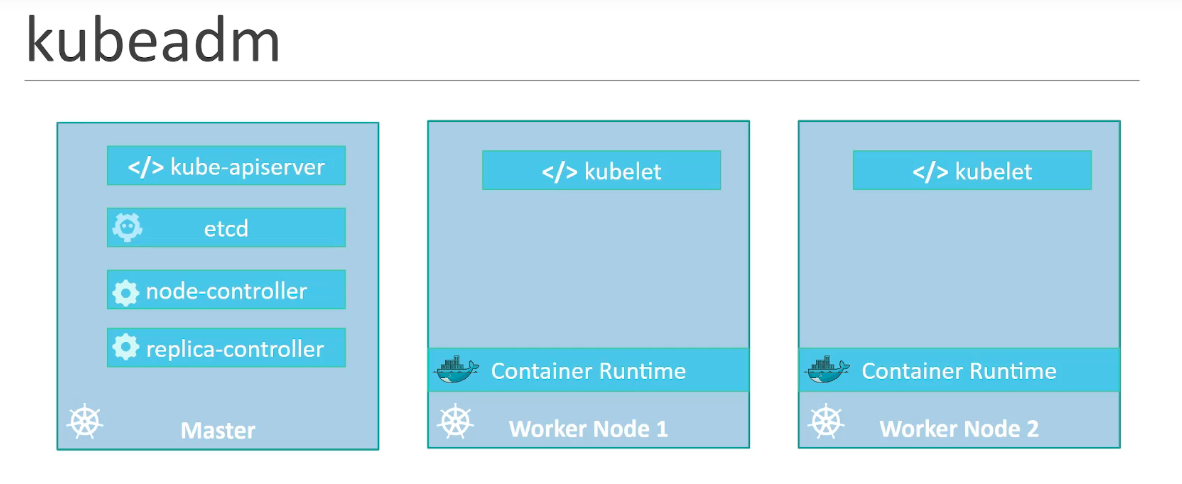 kubeadm
</> kube-apiserver
etcd
node-controller
replica-controller
Master
</> kubelet
Container Runtime
Worker Node 1
</> kubelet
Container Runtime
Worker Node 2